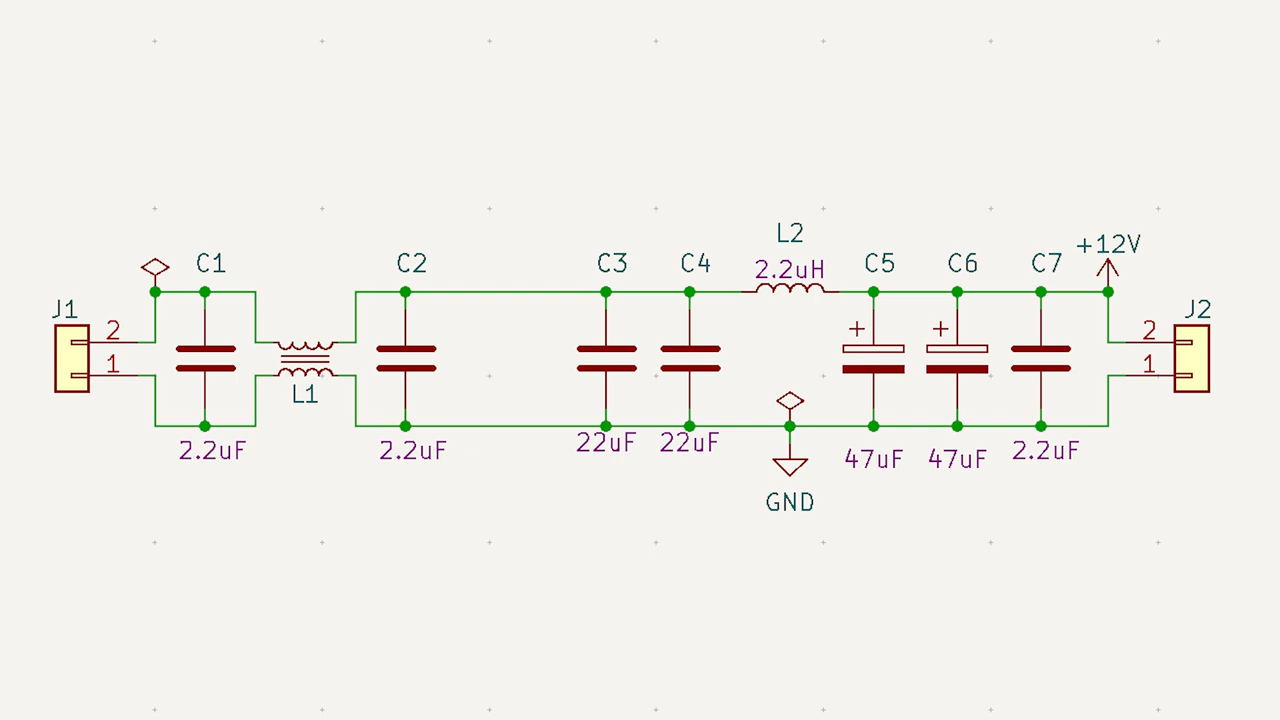 J1
2
1
C1
2.2uF
L1
C2
2.2uF
C3
22uF
C4
22uF
L2
2.2uH
GND
C5
+
47uF
C6
+
47uF
C7
2.2uF
+12V
J2
2
1